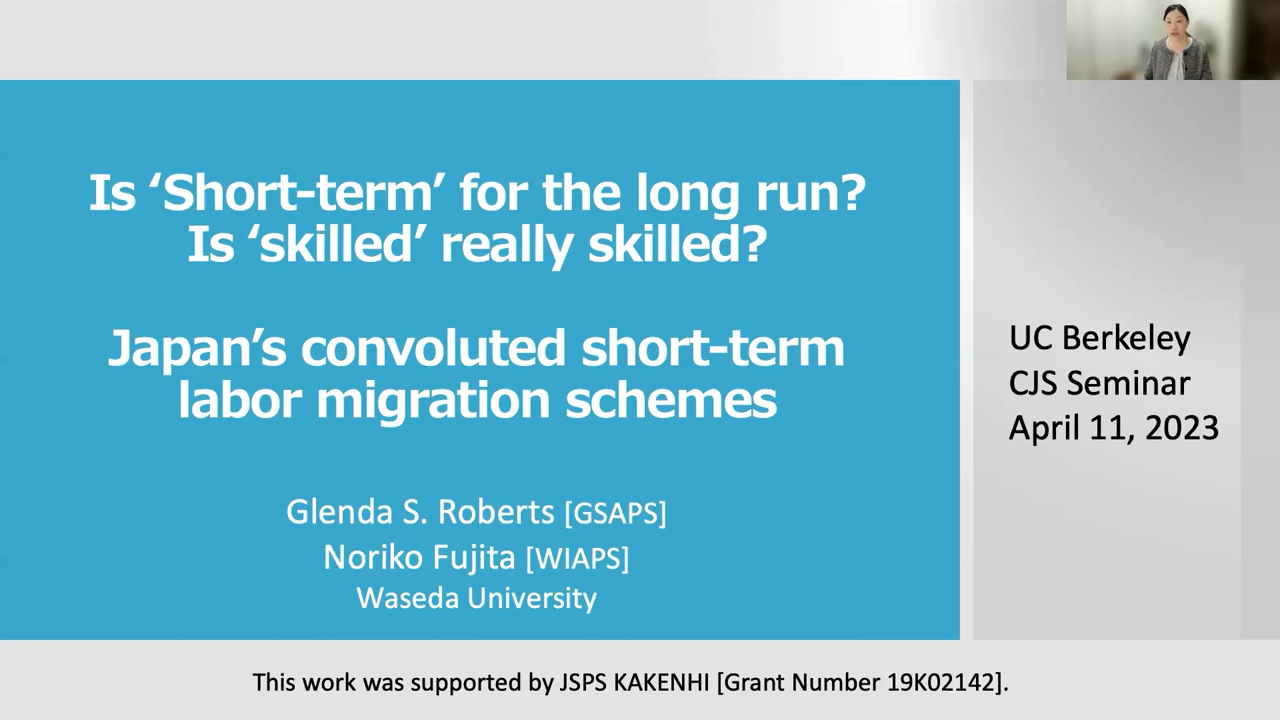 Is ‘Short-term’ for the long run?
Is ‘skilled’ really skilled?
Japan’s convoluted short-term
labor migration schemes
Glenda S. Roberts [GSAPS]
Noriko Fujita [WIAPS]
Waseda University
UC Berkeley
CJS Seminar
April 11, 2023
This work was supported by JSPS KAKENHI [Grant Number 19K02142].